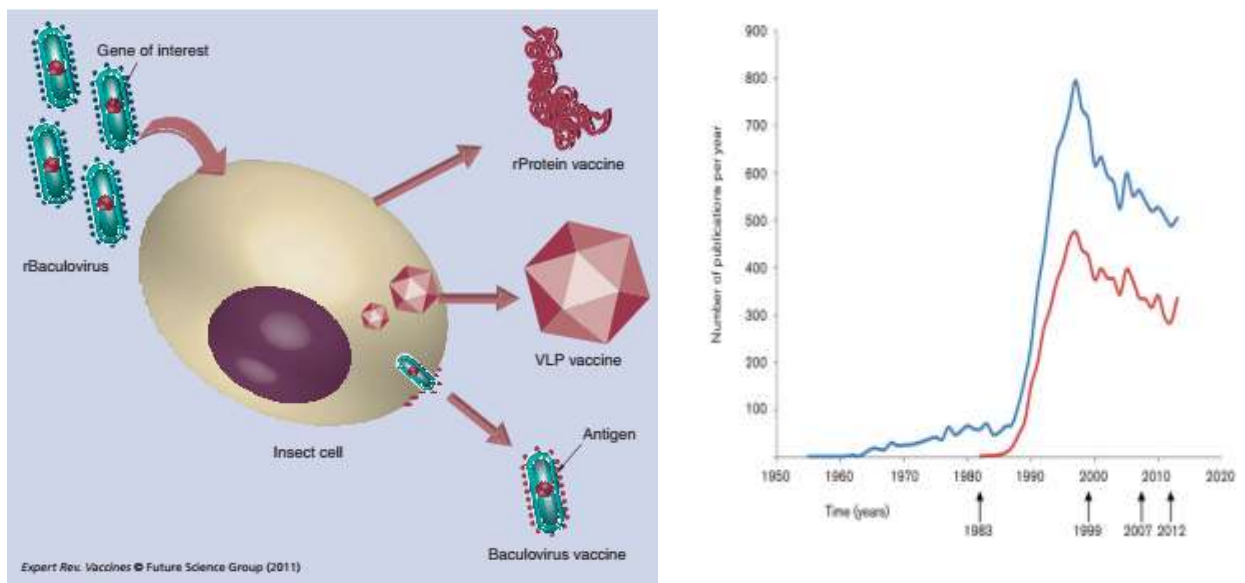 Gene of interest
rBaculovirus
rProtein vaccine
VLP vaccine
Insect cell
Antigen
Baculovirus vaccine
Expert Rev. Vaccines © Future Science Group (2011)
Number of publications per year
900
800
700
600
500
400
300
200
100
1950 1960 1970 1980 1990 2000 2010 2020
Time (years)
1983 1999 2007 2012